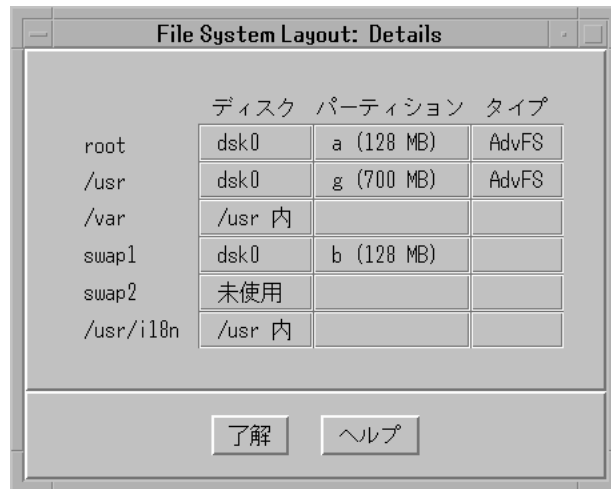 File System Layout: Details
ディスク パーティション タイプ
root dsk0 a (128 MB) AdvFS
/usr dsk0 g (700 MB) AdvFS
/var /usr 内
swap1 dsk0 b (128 MB)
swap2 未使用
/usr/i18n /usr 内
了解 ヘルプ